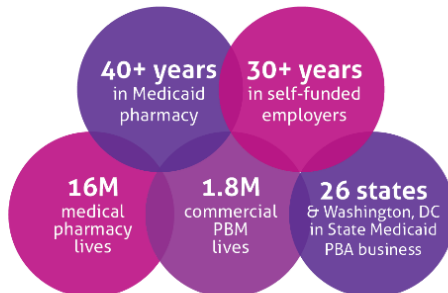 40+ years
in Medicaid
pharmacy
30+ years
in self-funded
employers
16M
medical
pharmacy
lives
1.8M
commercial
PBM
lives
26 states
& Washington, DC
in State Medicaid
PBA business